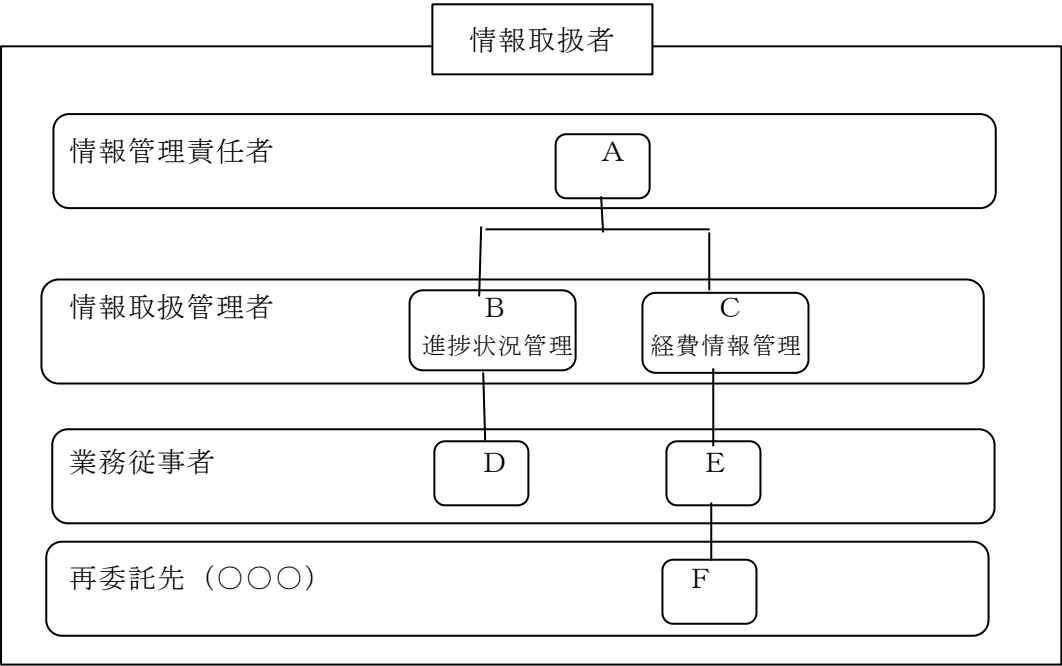 情報取扱者
情報管理責任者
A
情報取扱管理者
B
進捗状況管理
C
経費情報管理
業務従事者
D
E
再委託先（○○○）
F